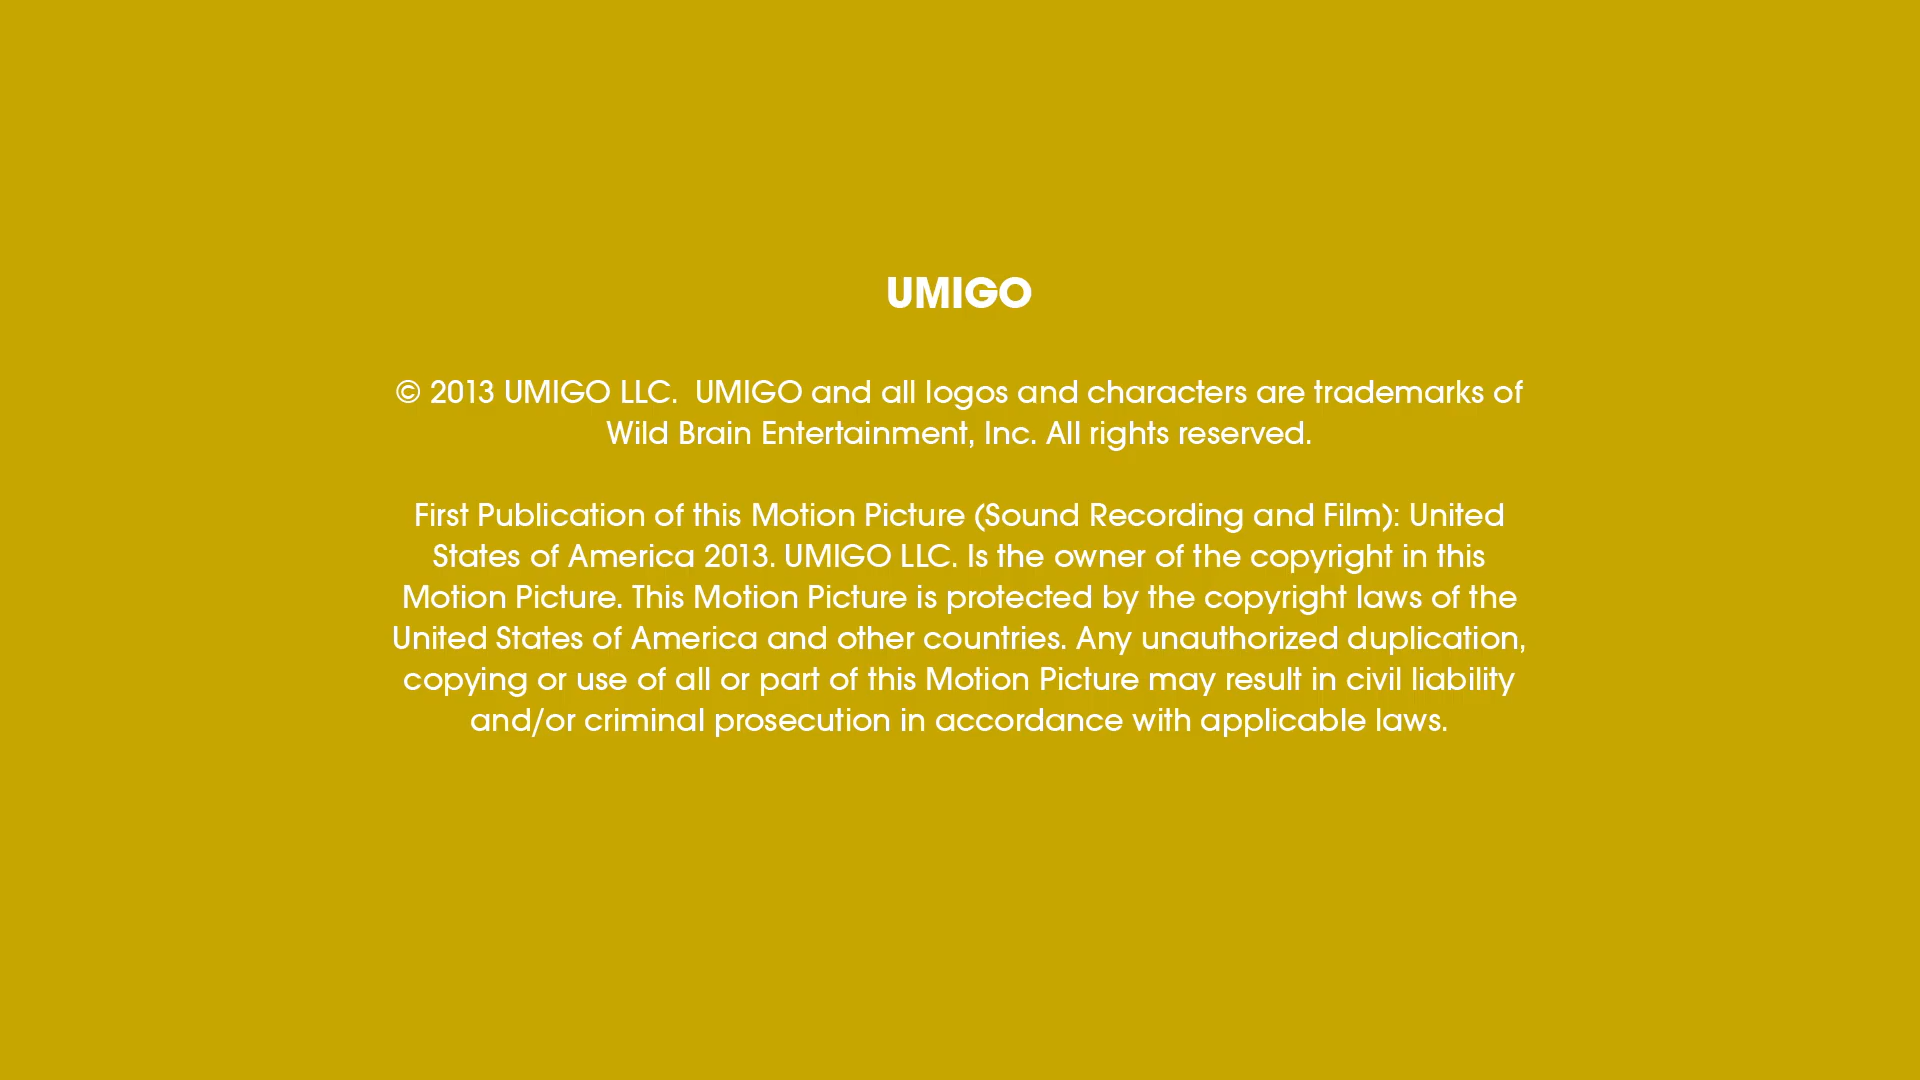 UMIGO
© 2013 UMIGO LLC.  UMIGO and all logos and characters are trademarks of
Wild Brain Entertainment, Inc. All rights reserved.
First Publication of this Motion Picture (Sound Recording and Film): United
States of America 2013. UMIGO LLC. Is the owner of the copyright in this
Motion Picture. This Motion Picture is protected by the copyright laws of the
United States of America and other countries. Any unauthorized duplication,
copying or use of all or part of this Motion Picture may result in civil liability
and/or criminal prosecution in accordance with applicable laws.